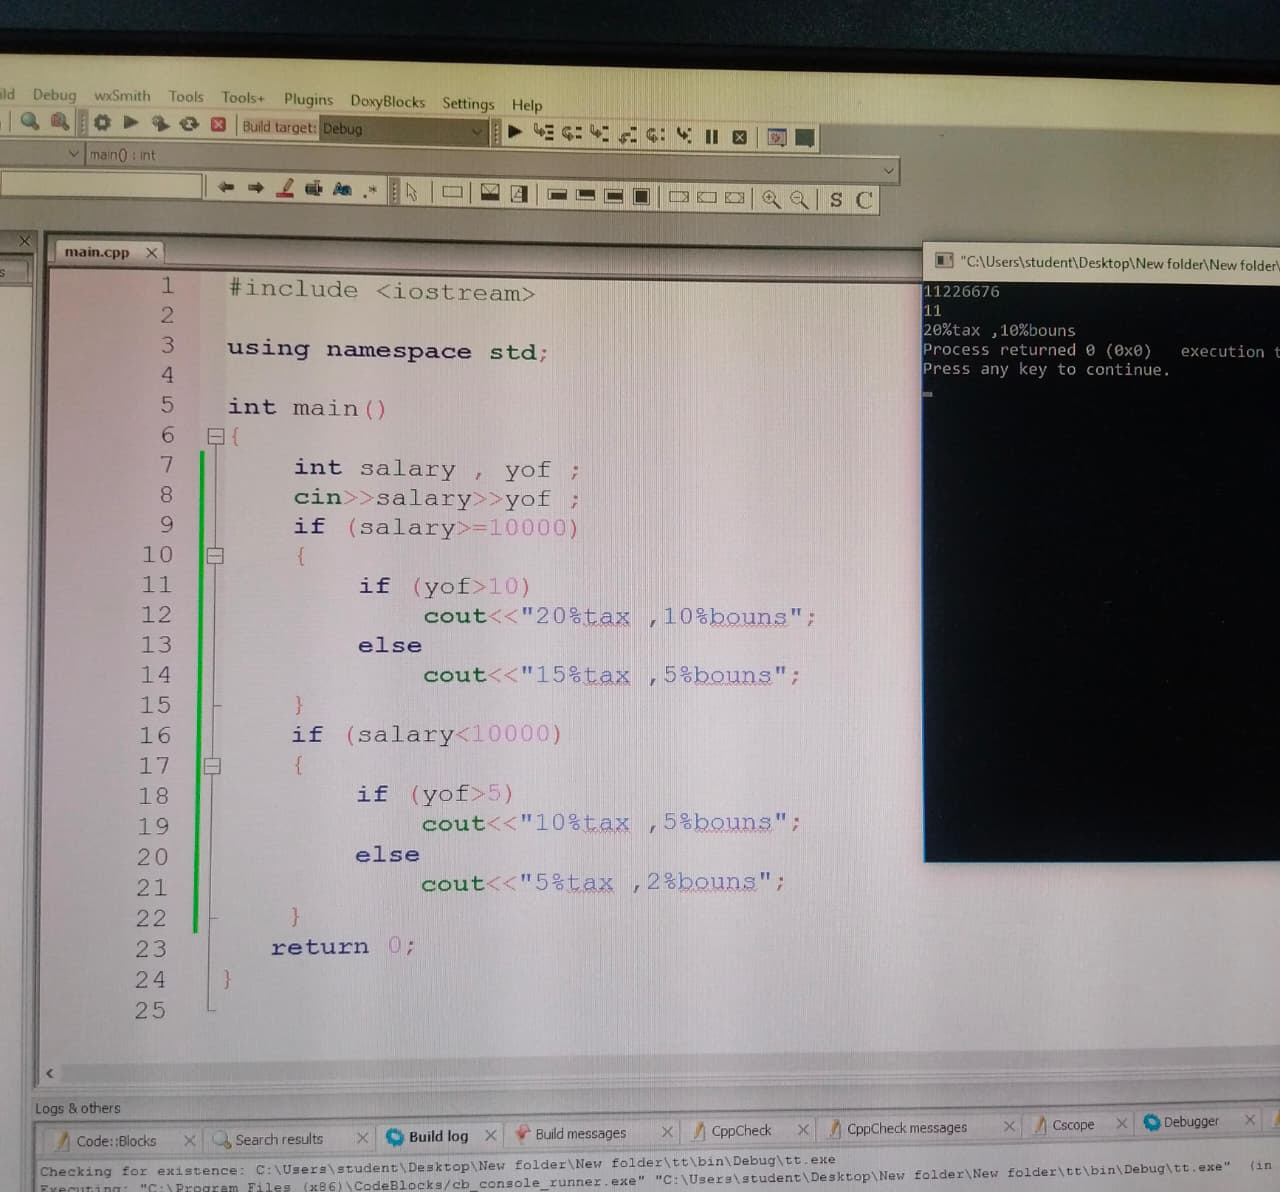 Debug wxSmith Tools Tools+ Plugins DoxyBlocks Settings Help
Build target: Debug
main() : int
S C
main.cpp
"C:\Users\student\Desktop\New folder\New folder\
1 #include <iostream>
2
3 using namespace std;
4
5 int main()
6 {
7 int salary , yof ;
8 cin>>salary>>yof ;
9 if (salary>=10000)
10 {
11 if (yof>10)
12 cout<<"20%tax ,10%bouns";
13 else
14 cout<<"15%tax ,5%bouns";
15 }
16 if (salary<10000)
17 {
18 if (yof>5)
19 cout<<"10%tax ,5%bouns";
20 else
21 cout<<"5%tax ,2%bouns";
22 }
23 return 0;
24 }
25
11226676
11
20%tax ,10%bouns
Process returned 0 (0x0) execution t
Press any key to continue.
Logs & others
Code::Blocks Search results Build log Build messages CppCheck CppCheck messages Cscope Debugger
Checking for existence: C:\Users\student\Desktop\New folder\New folder\tt\bin\Debug\tt.exe
Executing: "C:\Program Files (x86)\CodeBlocks/cb_console_runner.exe" "C:\Users\student\Desktop\New folder\New folder\tt\bin\Debug\tt.exe" (in